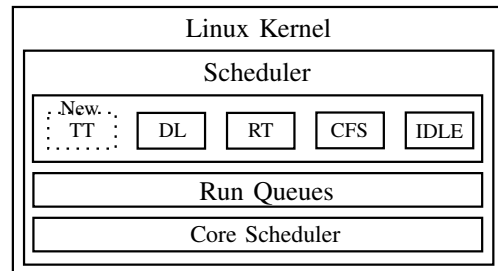 Linux Kernel
Scheduler
New
TT DL RT CFS IDLE
Run Queues
Core Scheduler